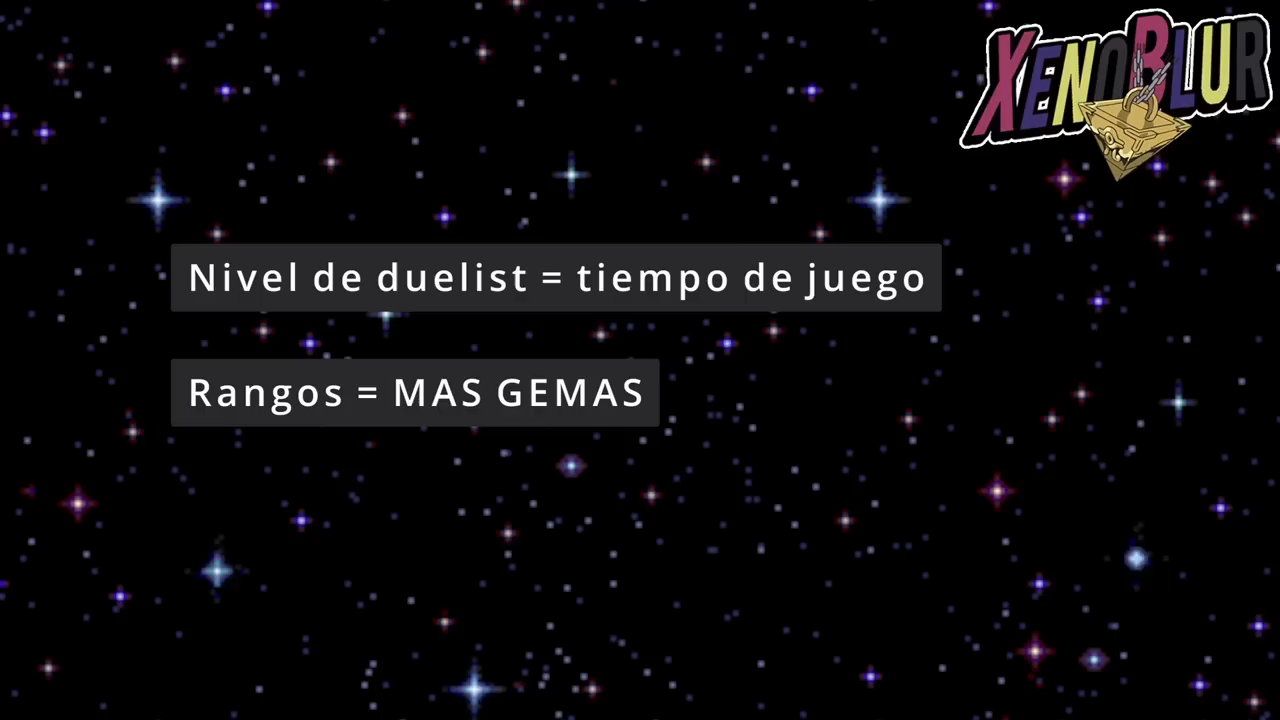 XENOBLUR
Nivel de duelist = tiempo de juego
Rangos = MAS GEMAS